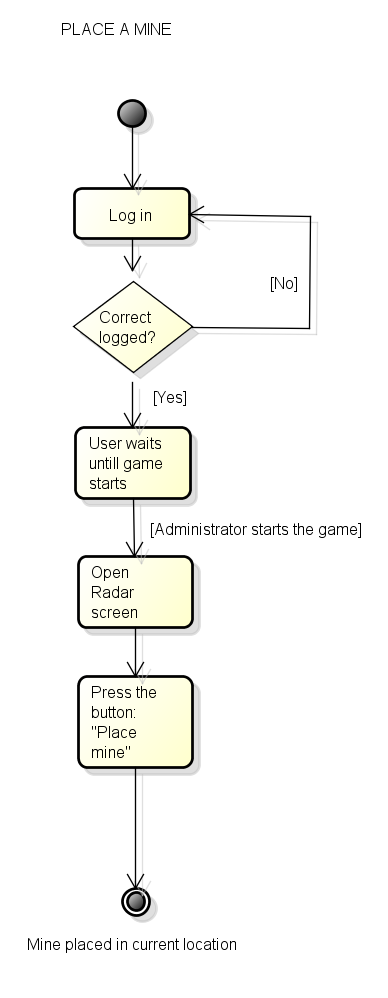 PLACE A MINE
Log in
[No]
Correct
logged?
[Yes]
User waits
untill game
starts
[Administrator starts the game]
Open
Radar
screen
Press the
button:
"Place
mine"
Mine placed in current location